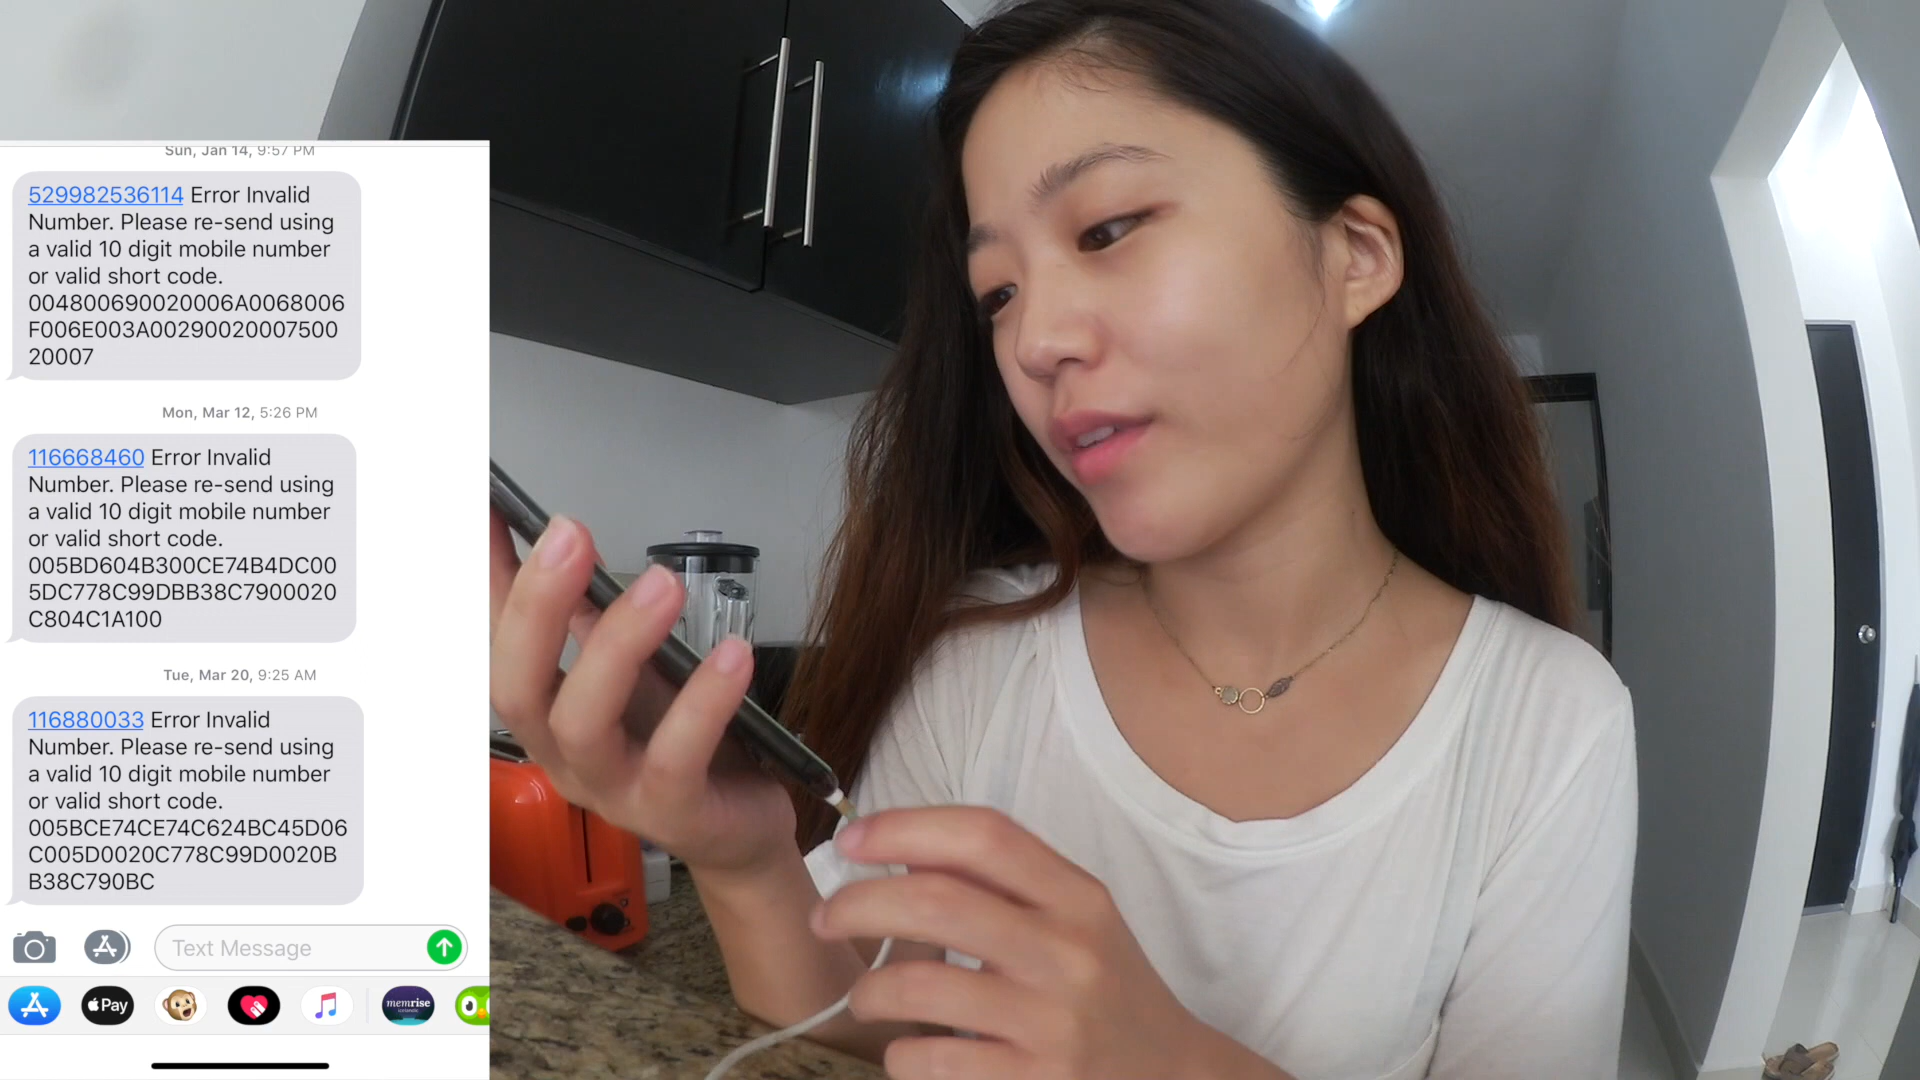 Sun, Jan 14, 9:57 PM
529982536114 Error Invalid
Number. Please re-send using
a valid 10 digit mobile number
or valid short code.
004800690020006A0068006
F006E003A00290020007500
20007
Mon, Mar 12, 5:26 PM
116668460 Error Invalid
Number. Please re-send using
a valid 10 digit mobile number
or valid short code.
005BD604B300CE74B4DC00
5DC778C99DBB38C7900020
C804C1A100
Tue, Mar 20, 9:25 AM
116880033 Error Invalid
Number. Please re-send using
a valid 10 digit mobile number
or valid short code.
005BCE74CE74C624BC45D06
C005D0020C778C99D0020B
B38C790BC
Text Message
Pay
memrise